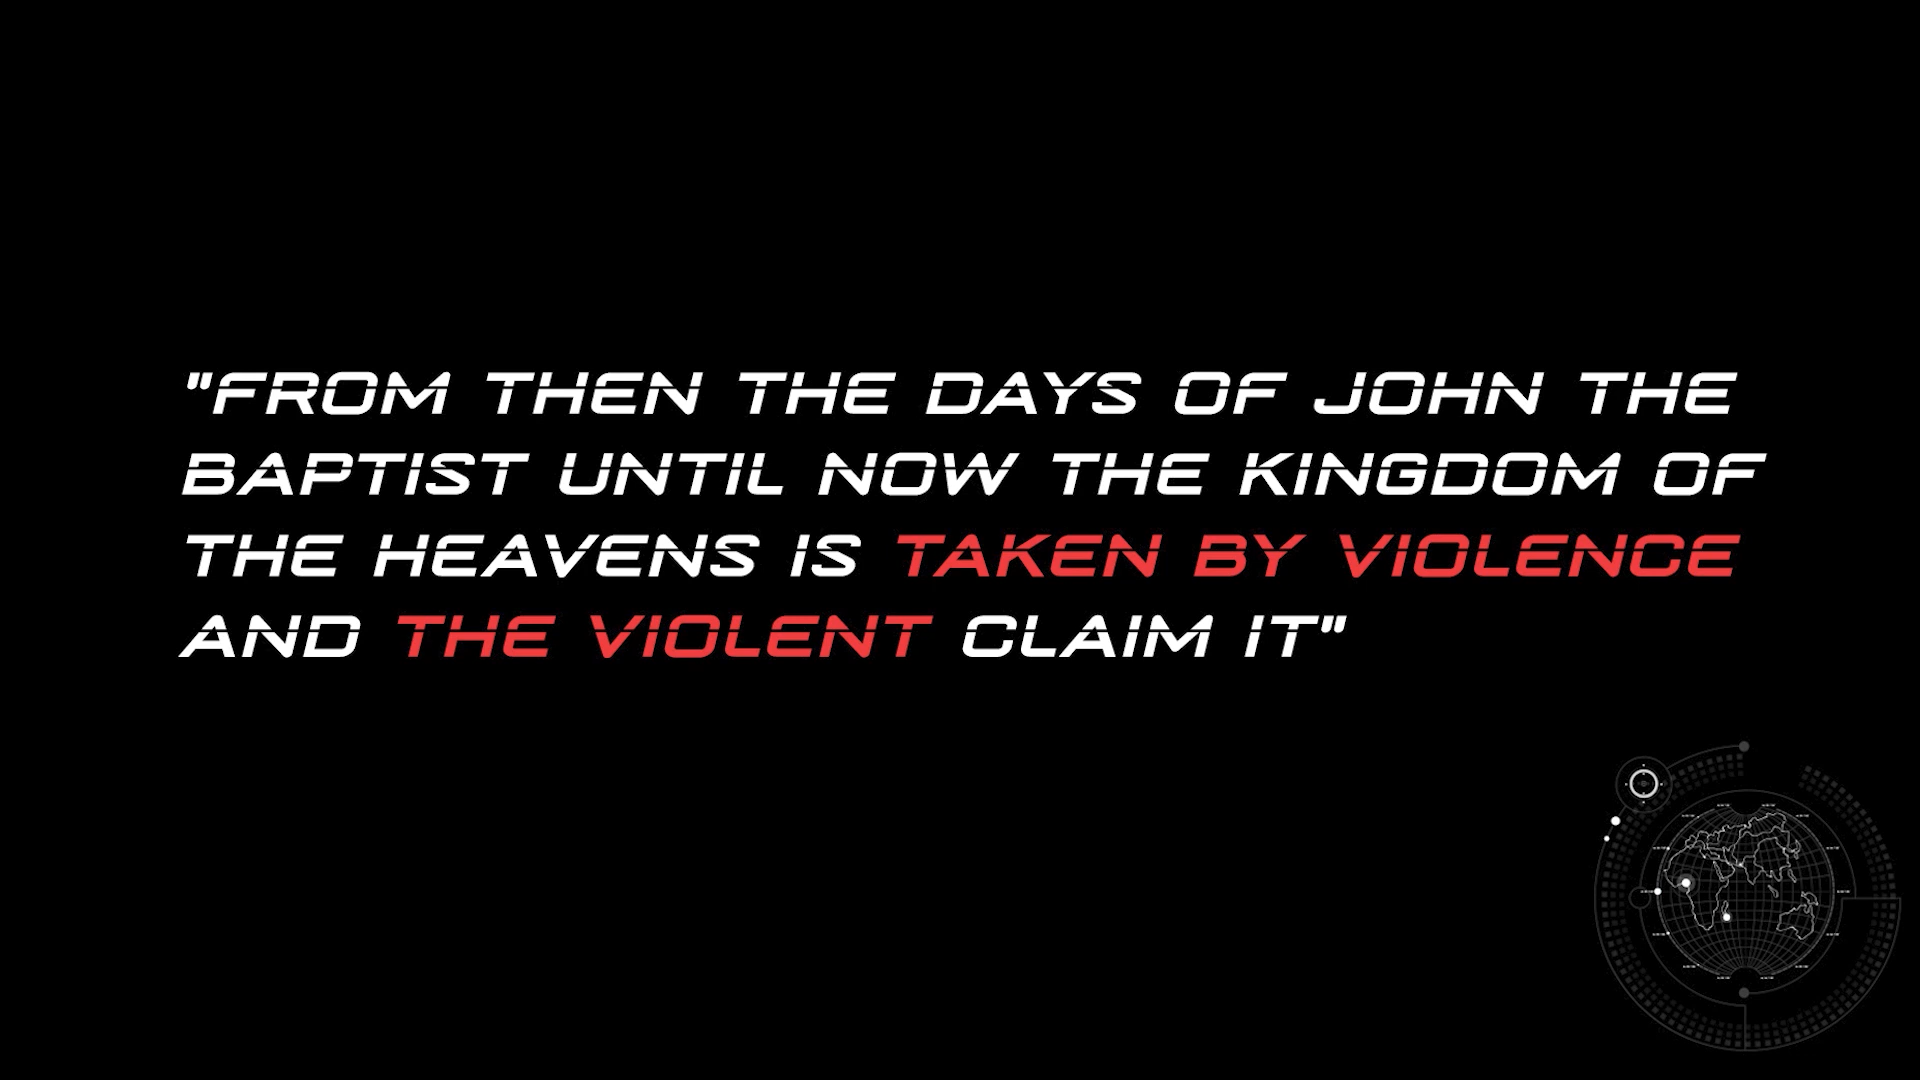 "FROM THEN THE DAYS OF JOHN THE
BAPTIST UNTIL NOW THE KINGDOM OF
THE HEAVENS IS TAKEN BY VIOLENCE
AND THE VIOLENT CLAIM IT"